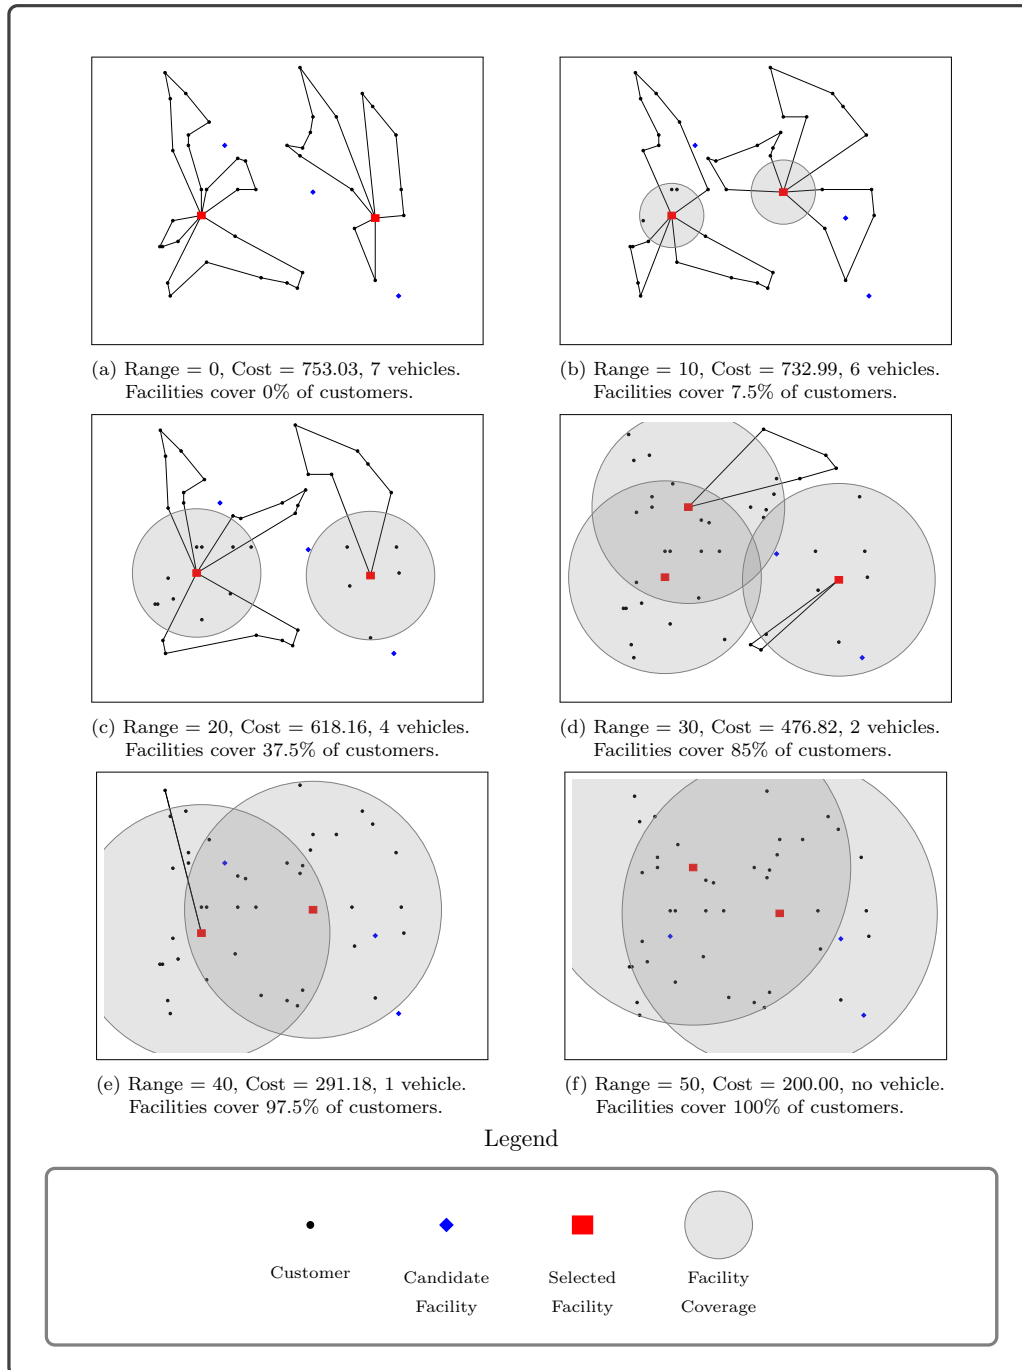 (a) Range = 0, Cost = 753.03, 7 vehicles.
Facilities cover 0% of customers.
(b) Range = 10, Cost = 732.99, 6 vehicles.
Facilities cover 7.5% of customers.
(c) Range = 20, Cost = 618.16, 4 vehicles.
Facilities cover 37.5% of customers.
(d) Range = 30, Cost = 476.82, 2 vehicles.
Facilities cover 85% of customers.
(e) Range = 40, Cost = 291.18, 1 vehicle.
Facilities cover 97.5% of customers.
(f) Range = 50, Cost = 200.00, no vehicle.
Facilities cover 100% of customers.
Legend
Customer
Candidate
Facility
Selected
Facility
Facility
Coverage